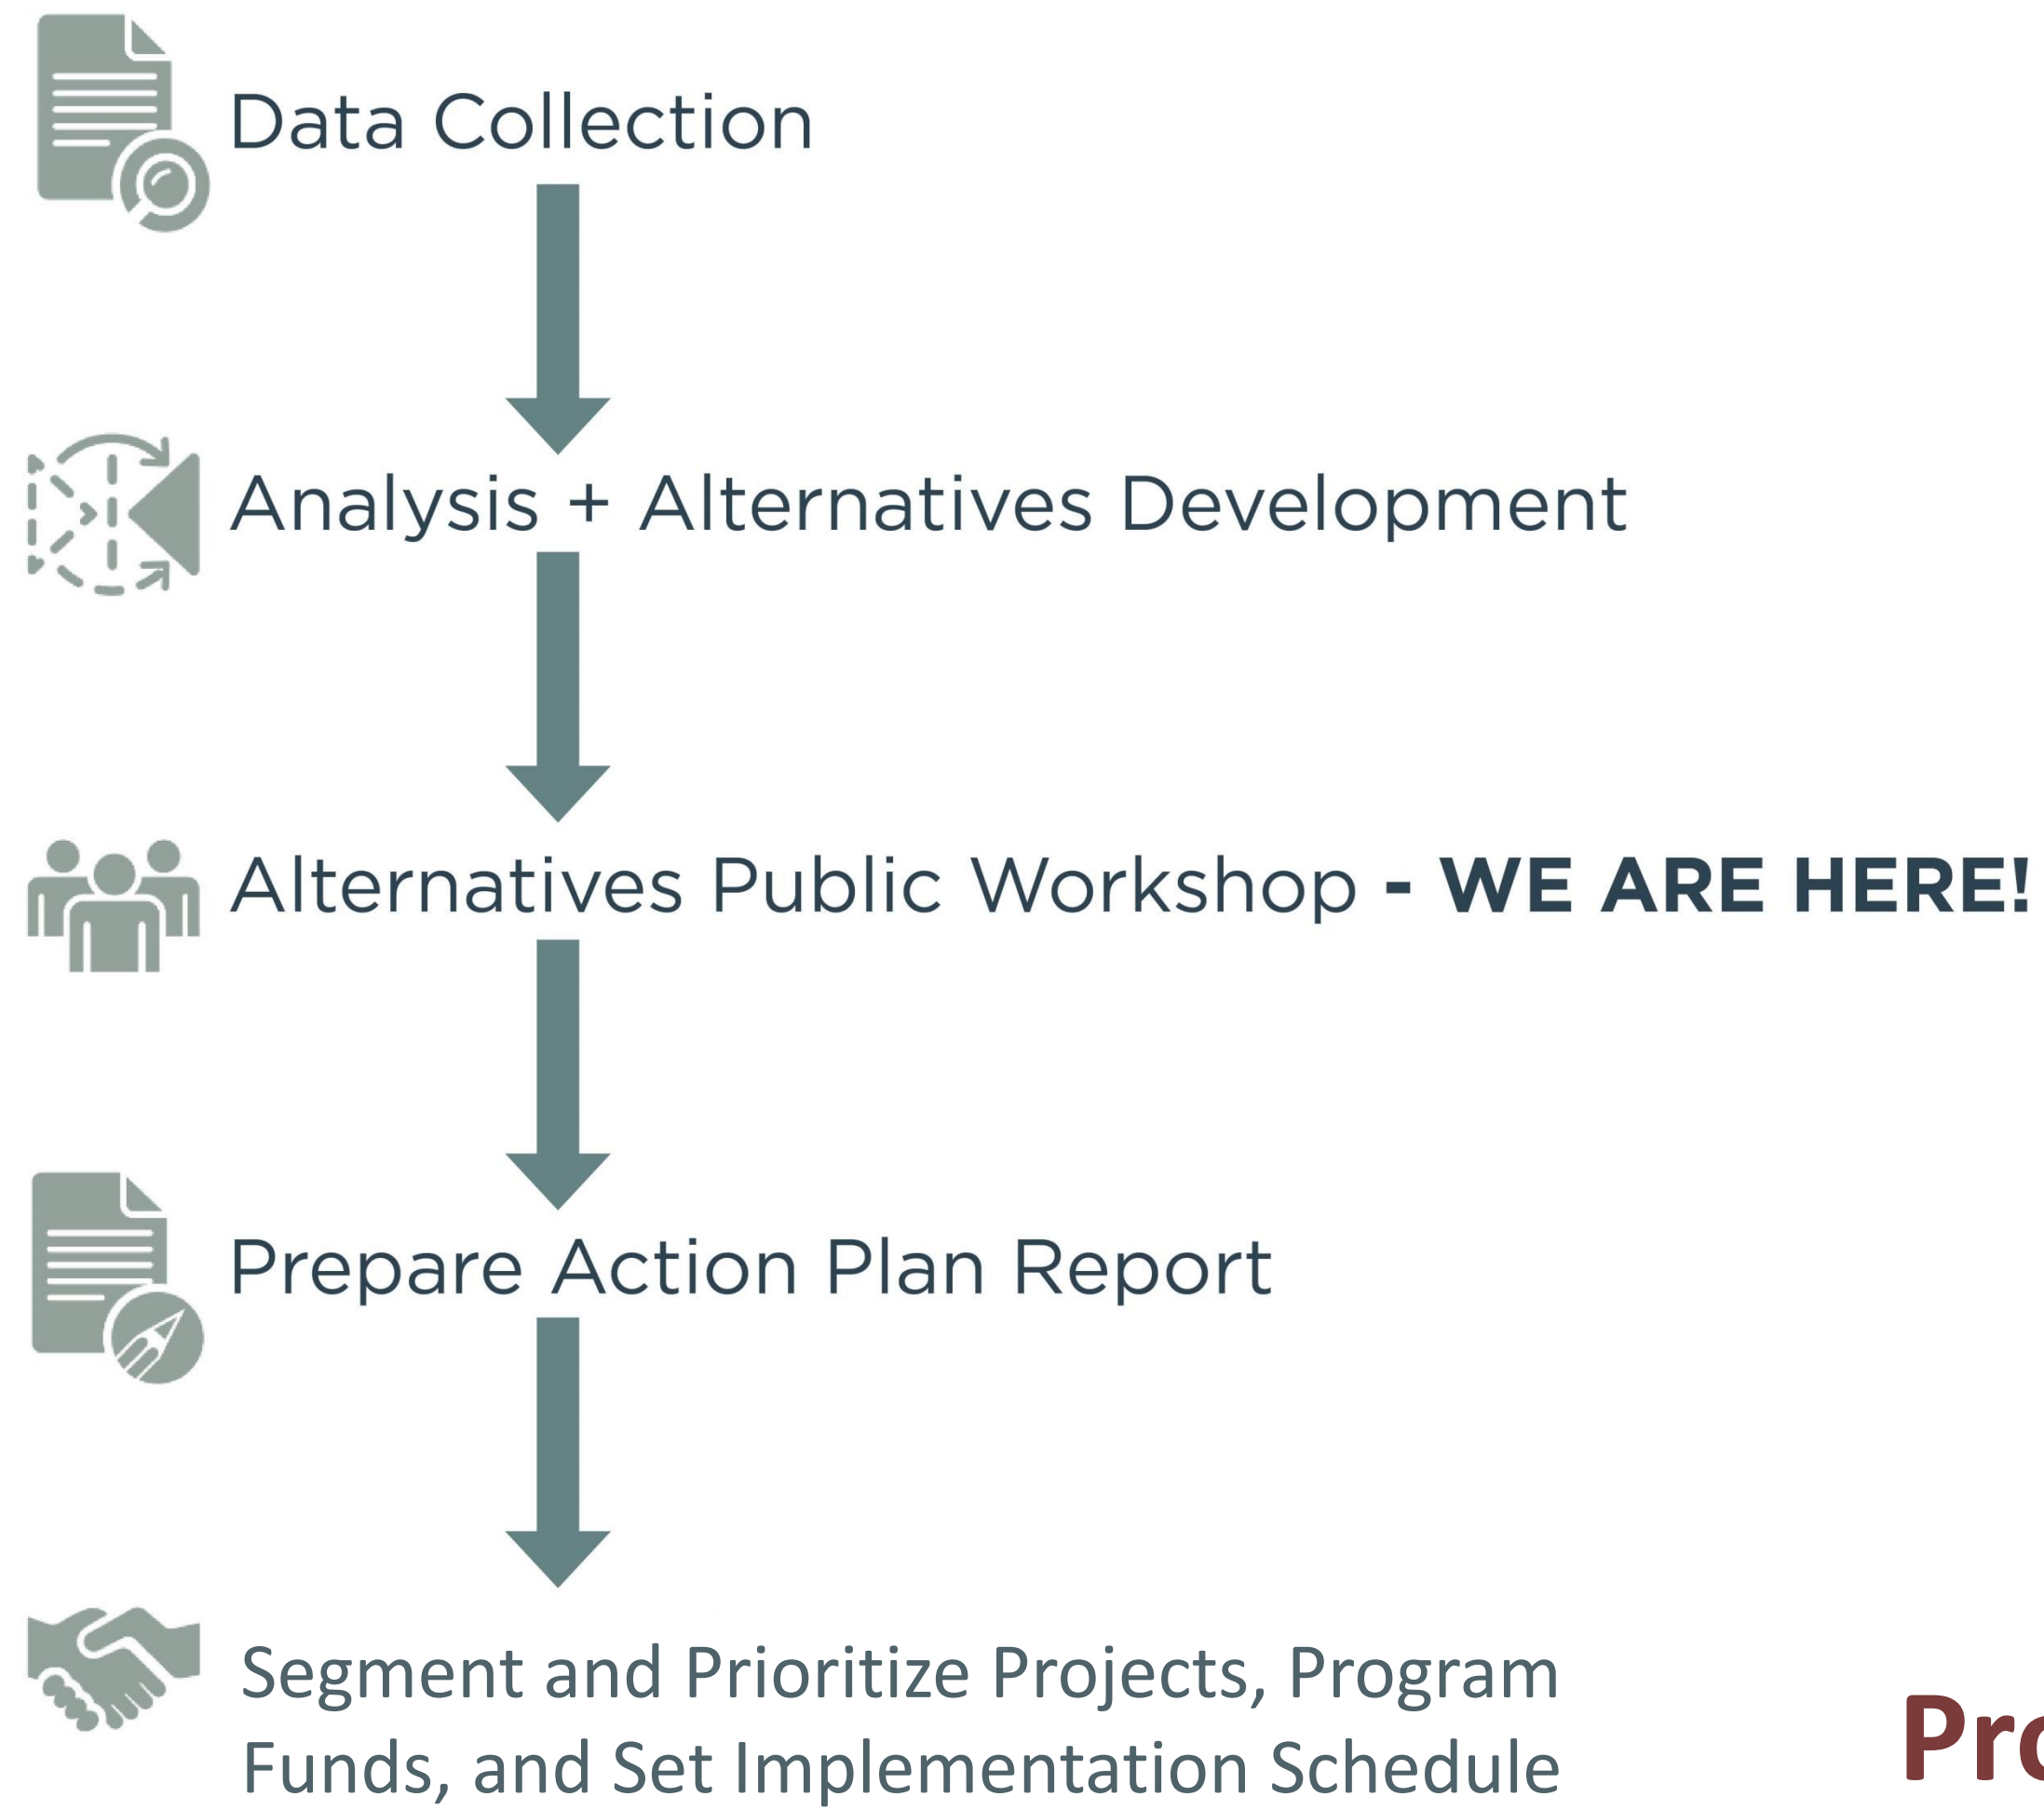 Data Collection
Analysis + Alternatives Development
Alternatives Public Workshop - WE ARE HERE!
Prepare Action Plan Report
Segment and Prioritize Projects, Program
Funds, and Set Implementation Schedule